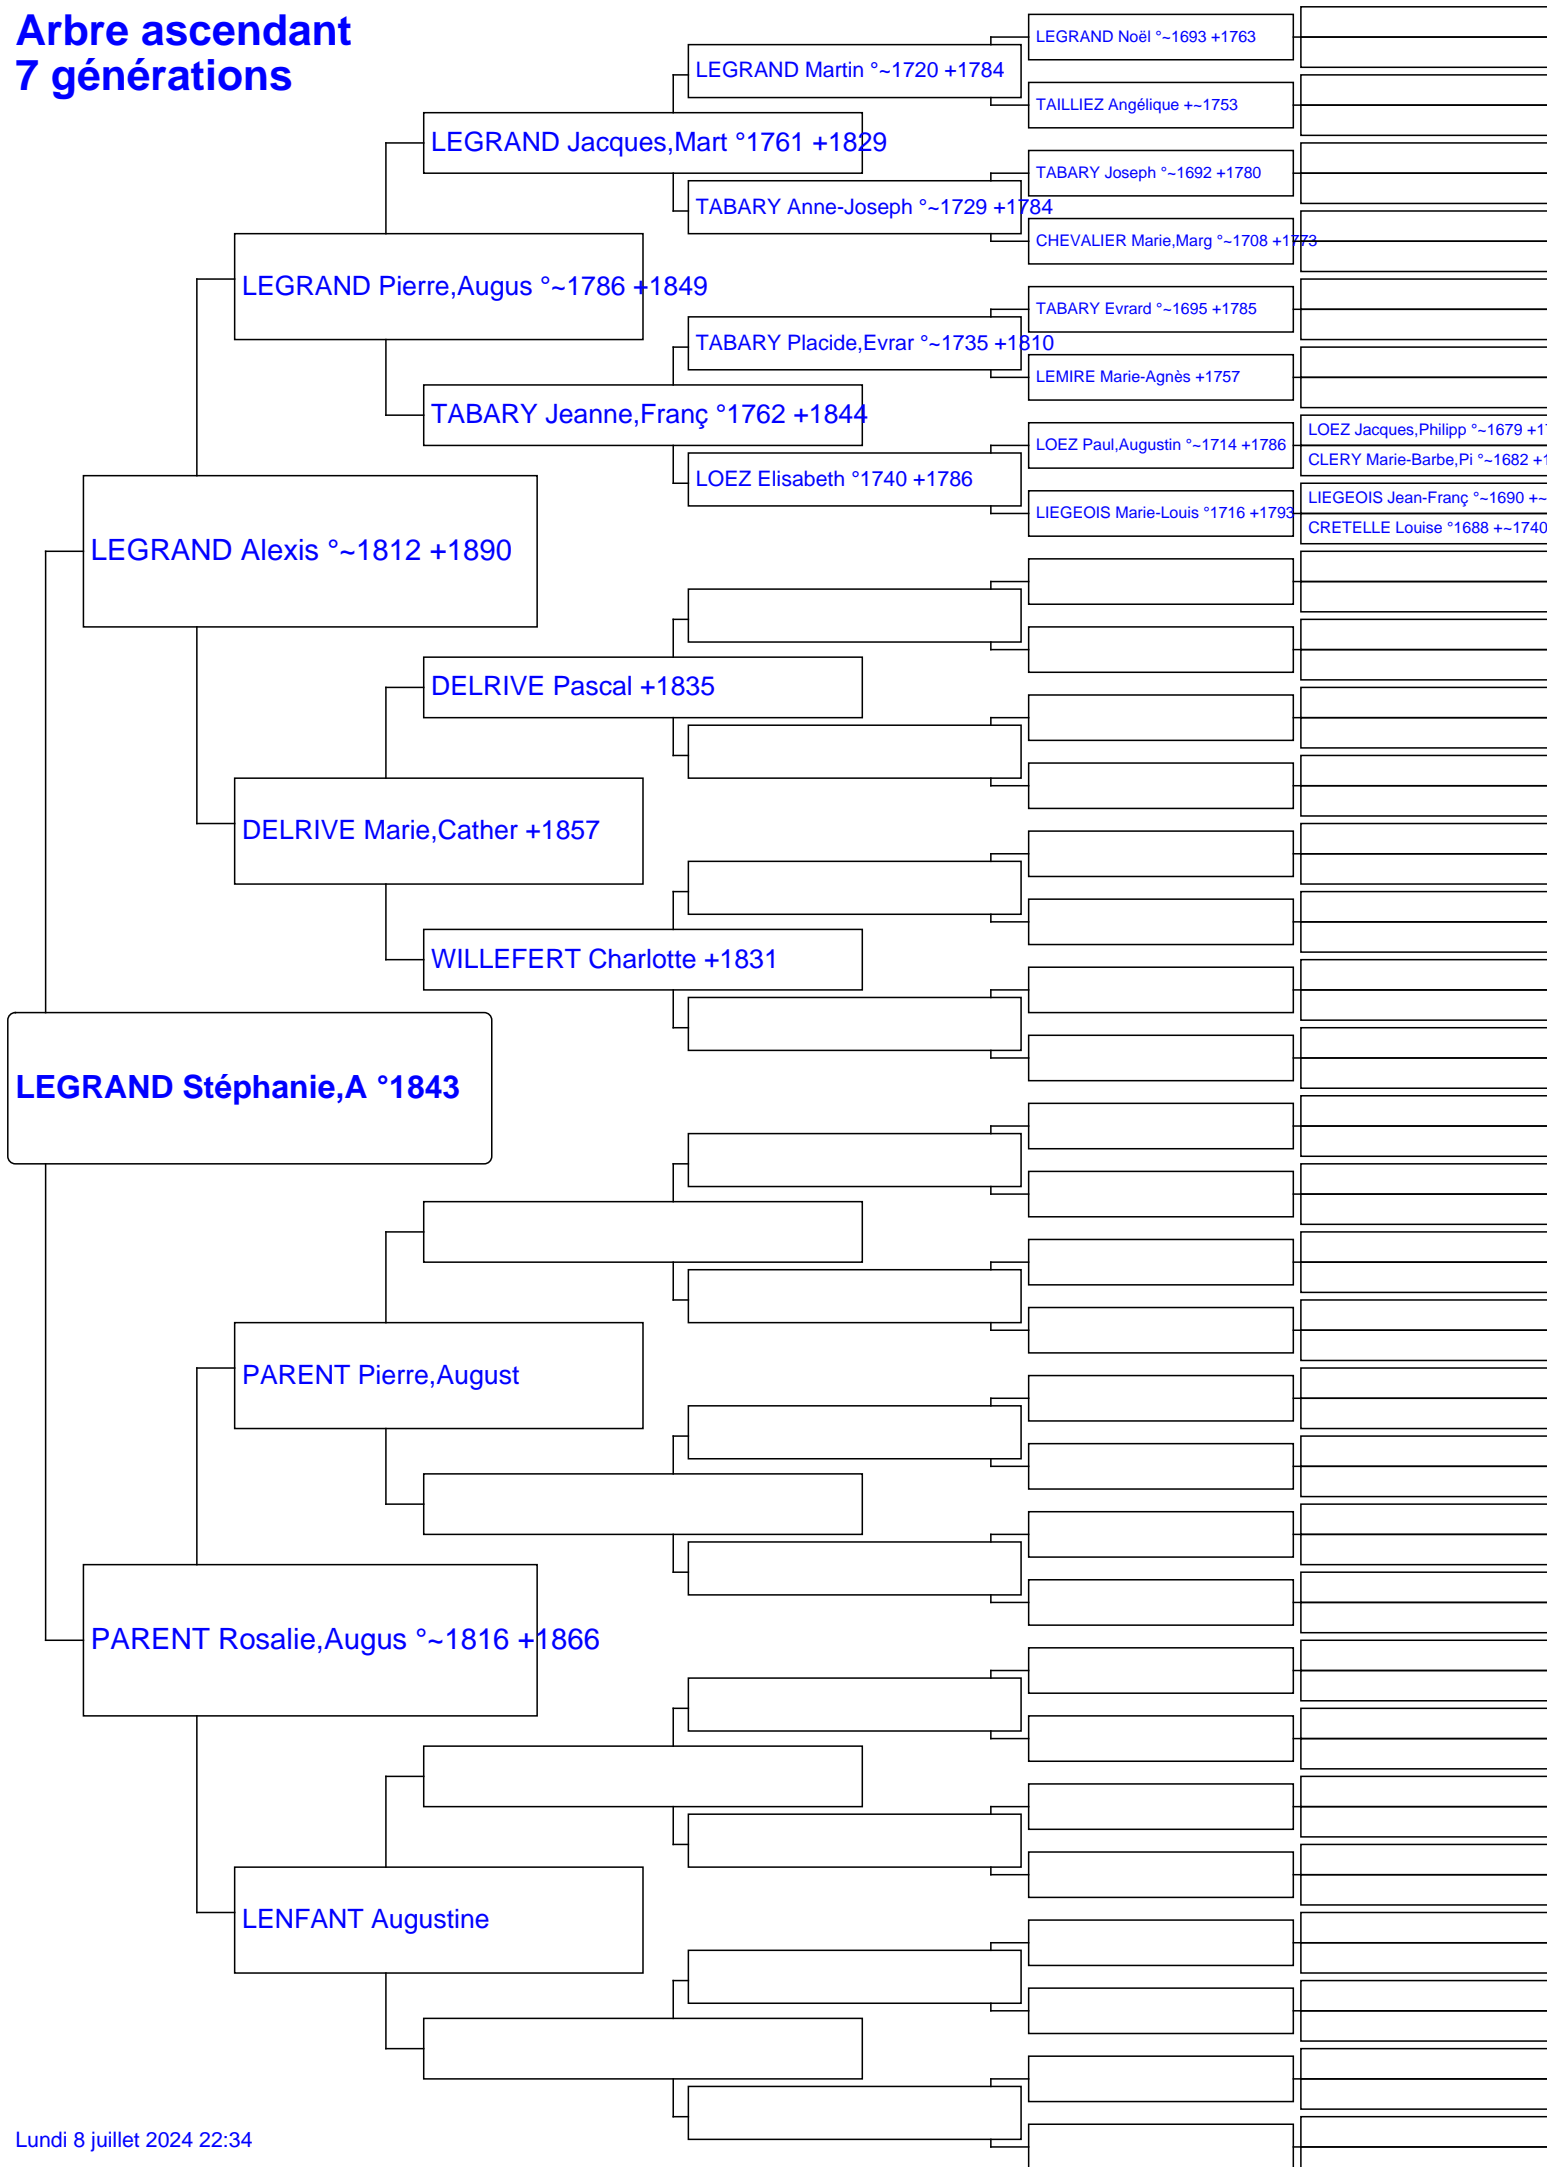 Arbre ascendant
7 générations
LEGRAND Noël °~1693 +1763
LEGRAND Martin °~1720 +1784
TAILLIEZ Angélique +~1753
LEGRAND Jacques,Mart °1761 +1829
TABARY Joseph °~1692 +1780
TABARY Anne-Joseph °~1729 +1784
CHEVALIER Marie,Marg °~1708 +1773
LEGRAND Pierre,Augus °~1786 +1849
TABARY Evrard °~1695 +1785
TABARY Placide,Evrar °~1735 +1810
LEMIRE Marie-Agnès +1757
TABARY Jeanne,Franç °1762 +1844
LOEZ Jacques,Philipp °~1679 +1
LOEZ Paul,Augustin °~1714 +1786
CLERY Marie-Barbe,Pi °~1682 +1
LOEZ Elisabeth °1740 +1786
LIEGEOIS Jean-Franç °~1690 +~
LIEGEOIS Marie-Louis °1716 +1793
CRETELLE Louise °1688 +~1740
LEGRAND Alexis °~1812 +1890
DELRIVE Pascal +1835
DELRIVE Marie,Cather +1857
WILLEFERT Charlotte +1831
LEGRAND Stéphanie,A °1843
PARENT Pierre,August
PARENT Rosalie,Augus °~1816 +1866
LENFANT Augustine
Lundi 8 juillet 2024 22:34